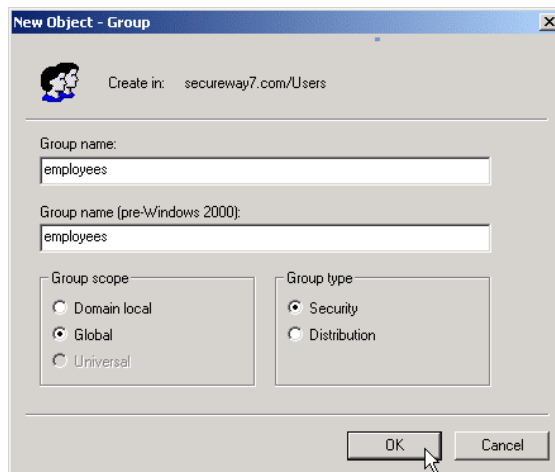 New Object - Group
Create in: secureway7.com/Users
Group name:
employees
Group name (pre-Windows 2000):
employees
Group scope
Domain local
Global
Universal
Group type
Security
Distribution
OK
Cancel